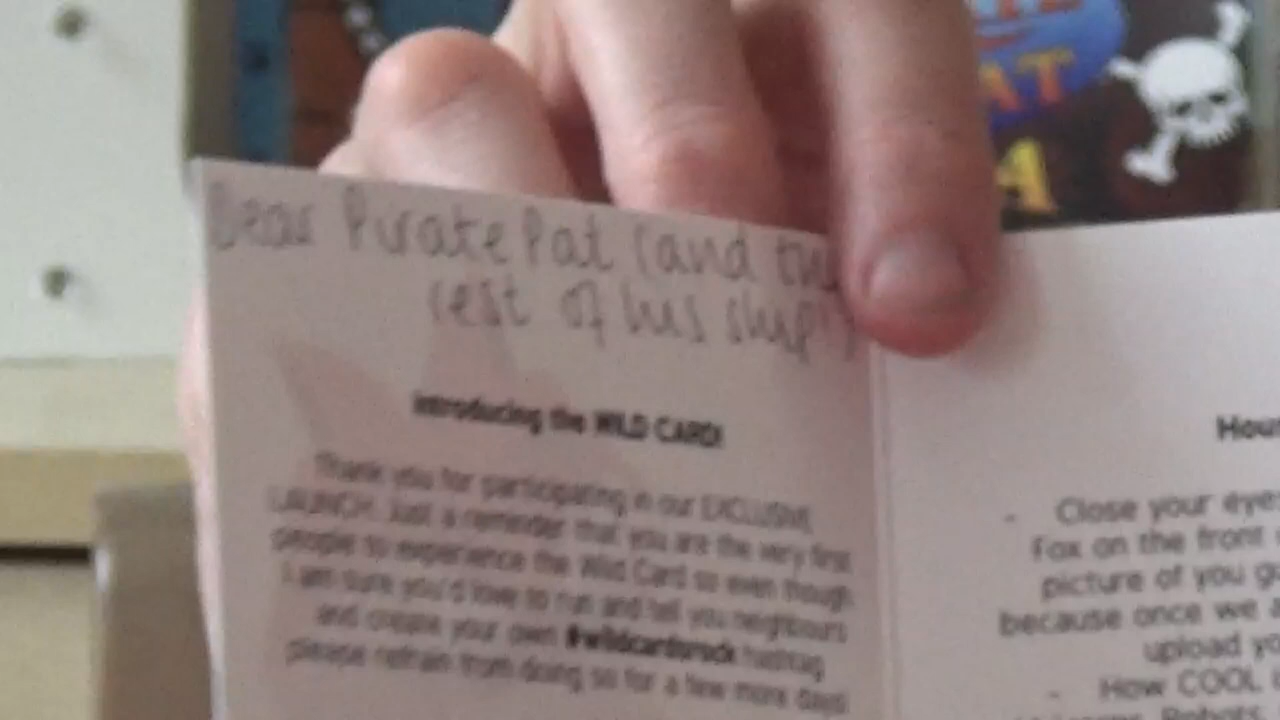 Dear Pirate Pat (and the
rest of his ship!)
Introducing the WILD CARD!
Thank you for participating in our EXCLUSIVE
LAUNCH. Just a reminder that you are the very first
people to experience the Wild Card so even though
I am sure you'd love to run and tell you neighbours
and create your own #wildcardsrock hashtag
please refrain from doing so for a few more days
Close your eye
Fox on the front
picture of you
because once we
upload
- How COOL
Robots
AT
A